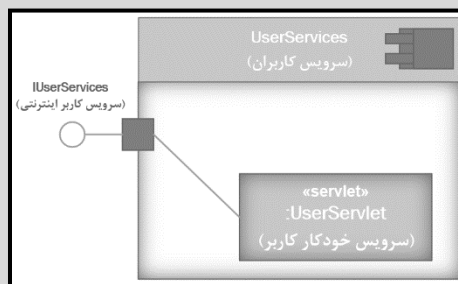 UserServices
(سرویس کاربران)
IUserServices
(سرویس کاربر اینترنتی)
«servlet»
:UserServlet
(سرویس خودکار کاربر)